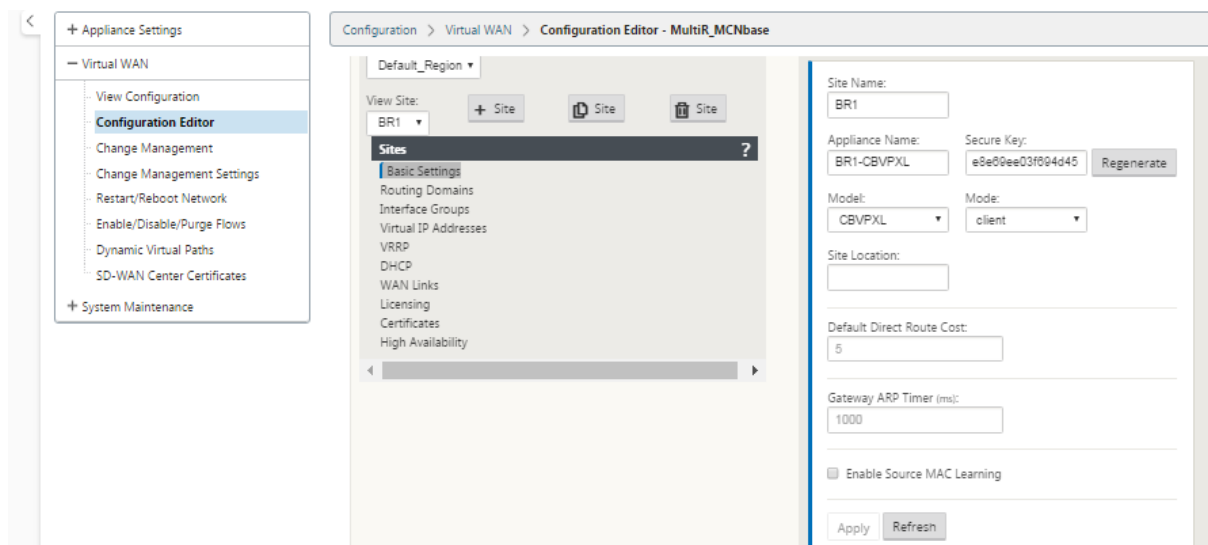 + Appliance Settings
− Virtual WAN
View Configuration
Configuration Editor
Change Management
Change Management Settings
Restart/Reboot Network
Enable/Disable/Purge Flows
Dynamic Virtual Paths
SD-WAN Center Certificates
+ System Maintenance
Configuration > Virtual WAN > Configuration Editor - MultiR_MCNbase
Default_Region
View Site:
BR1
+ Site
Site
Site
Sites ?
Basic Settings
Routing Domains
Interface Groups
Virtual IP Addresses
VRRP
DHCP
WAN Links
Licensing
Certificates
High Availability
Site Name:
BR1
Appliance Name: Secure Key:
BR1-CBVPXL e8e69ee03f694d45 Regenerate
Model: Mode:
CBVPXL client
Site Location:
Default Direct Route Cost:
5
Gateway ARP Timer (ms):
1000
Enable Source MAC Learning
Apply Refresh